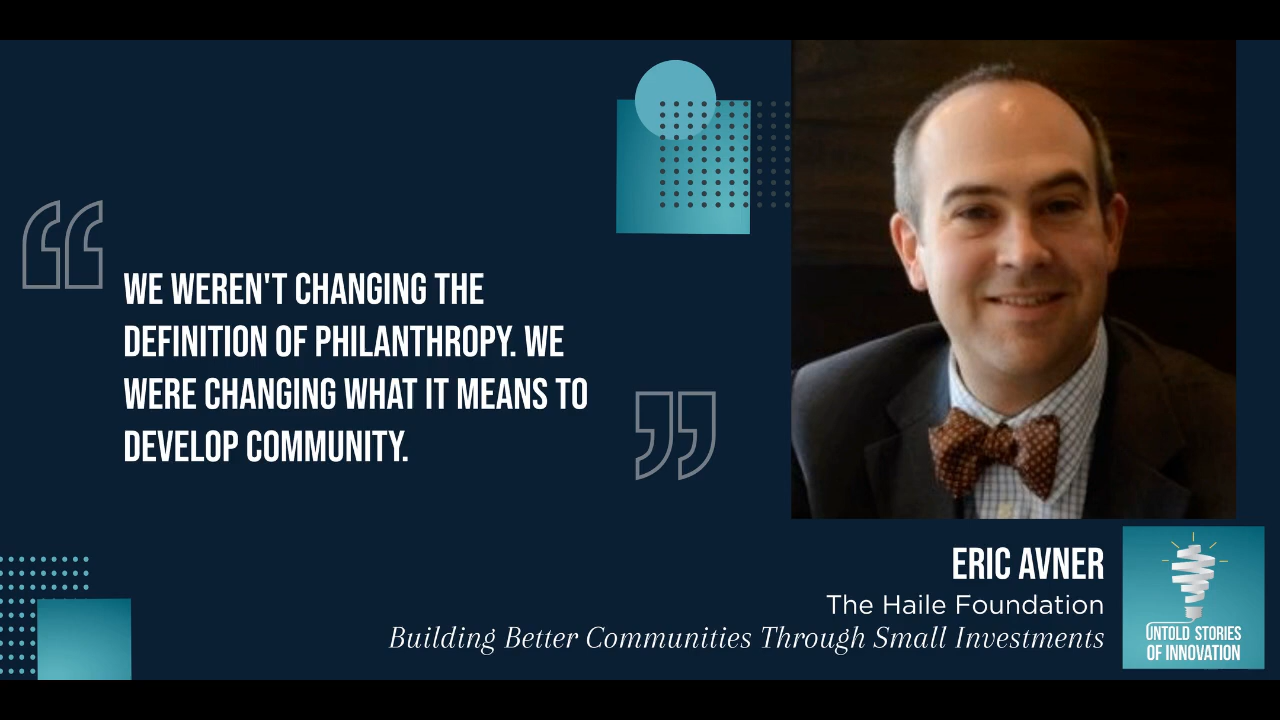 WE WEREN'T CHANGING THE
DEFINITION OF PHILANTHROPY. WE
WERE CHANGING WHAT IT MEANS TO
DEVELOP COMMUNITY.
ERIC AVNER
The Haile Foundation
Building Better Communities Through Small Investments
UNTOLD STORIES
OF INNOVATION